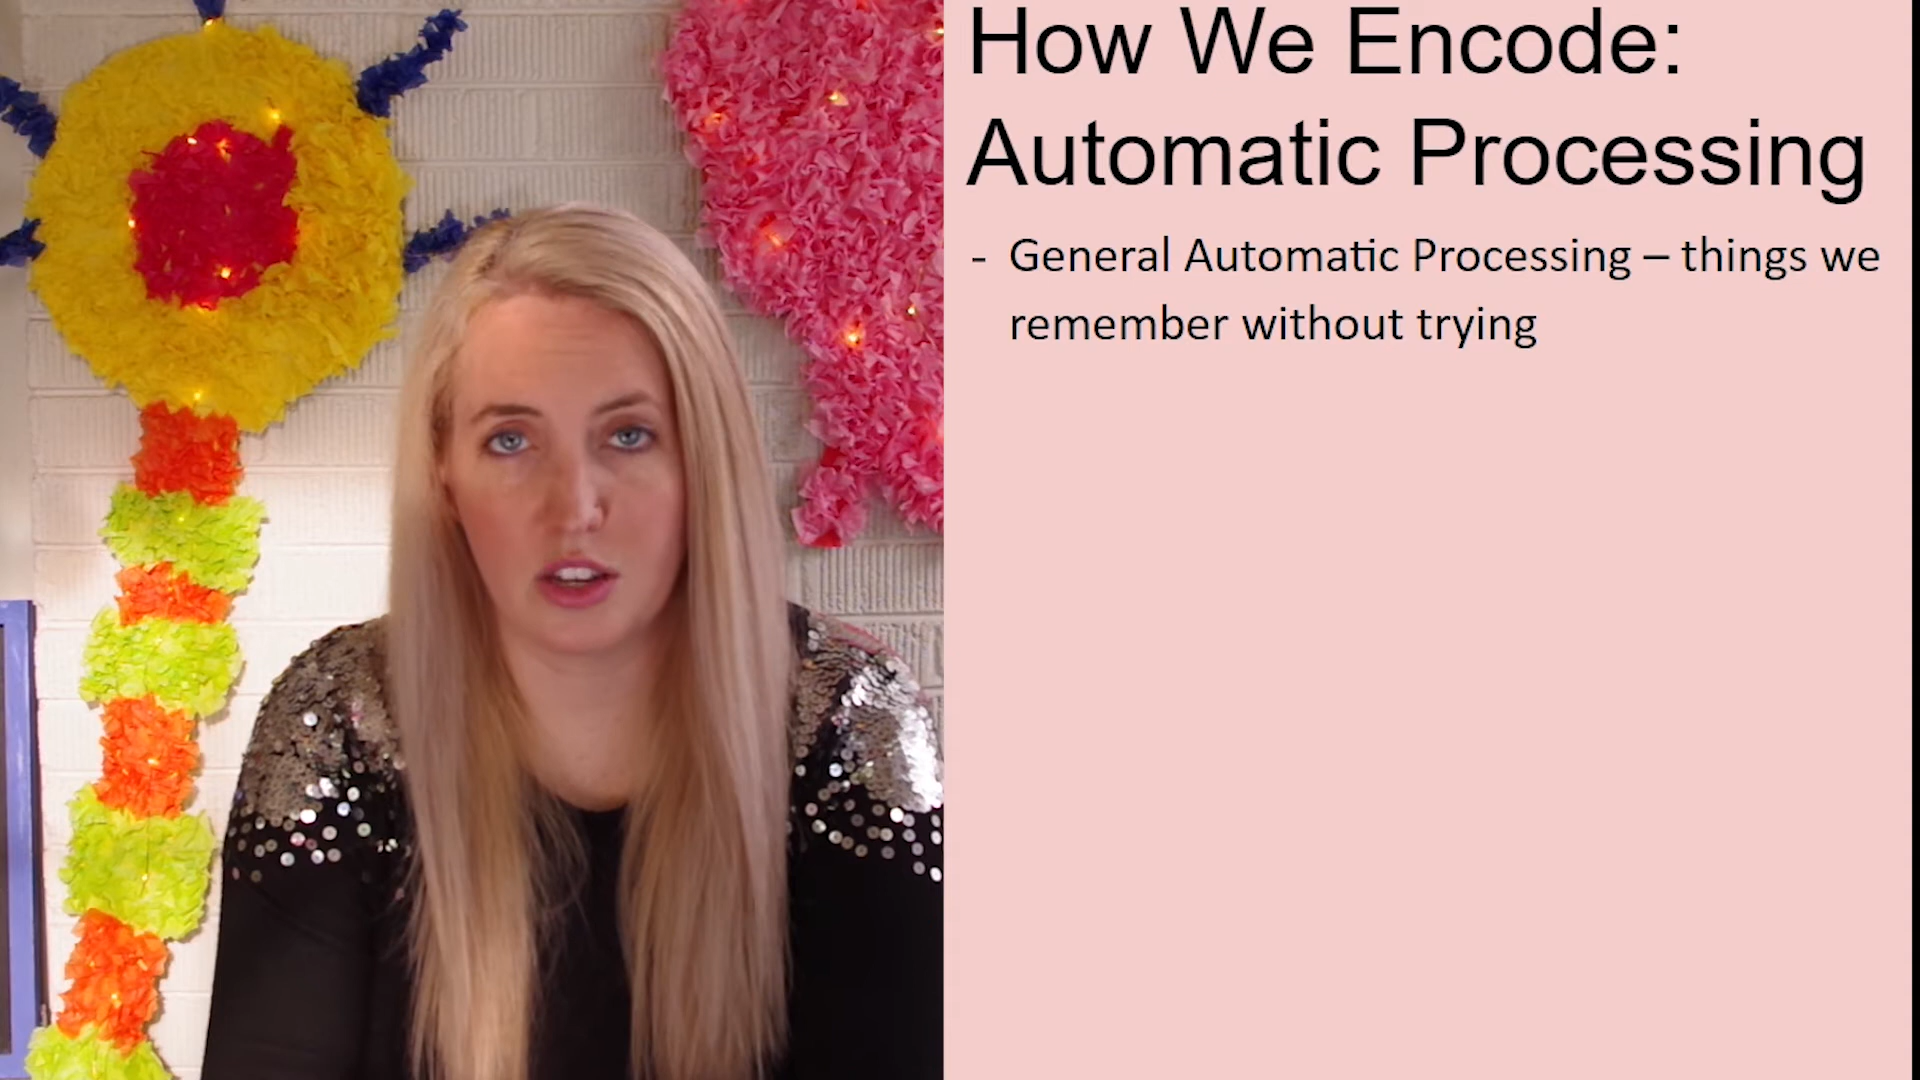 How We Encode:
Automatic Processing
- General Automatic Processing – things we
remember without trying